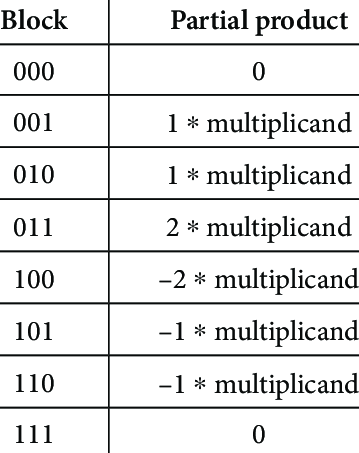 Block Partial product
000 0
001 1 * multiplicand
010 1 * multiplicand
011 2 * multiplicand
100 –2 * multiplicand
101 –1 * multiplicand
110 –1 * multiplicand
111 0